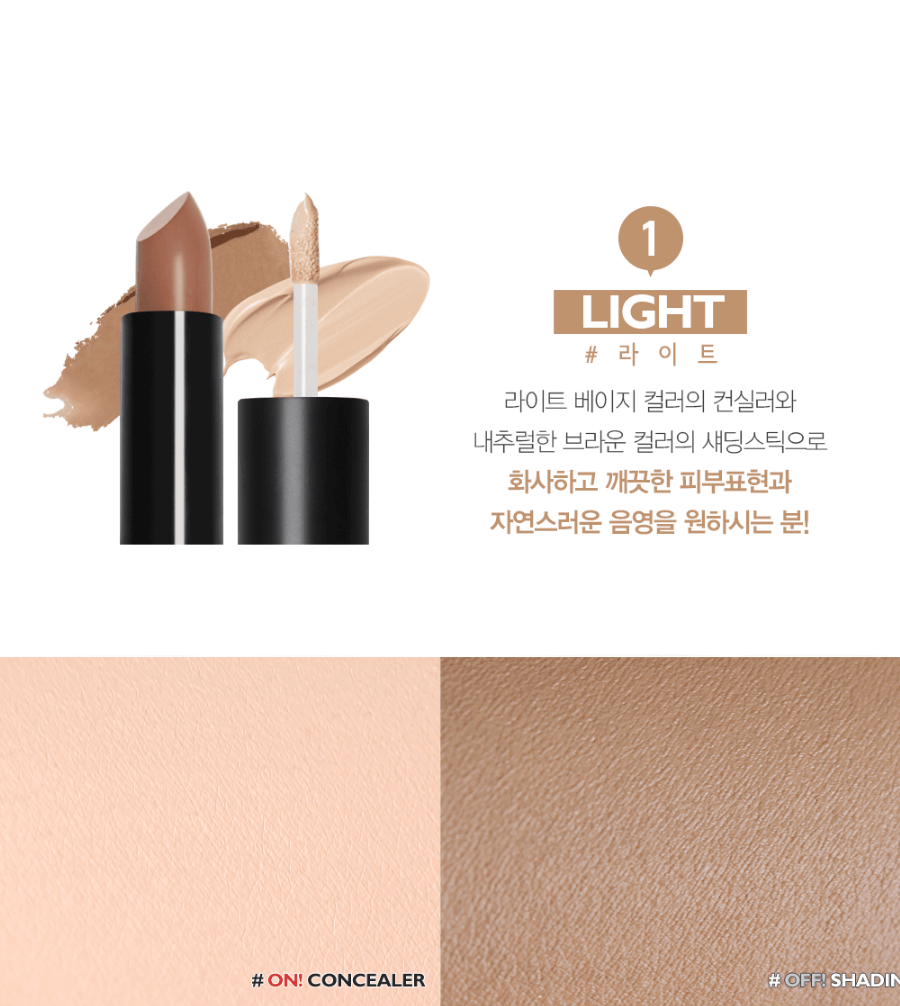 1
LIGHT
# 라이트
라이트 베이지 컬러의 컨실러와
내추럴한 브라운 컬러의 섀딩스틱으로
화사하고 깨끗한 피부표현과
자연스러운 음영을 원하시는 분!
# ON! CONCEALER
# OFF! SHADIN